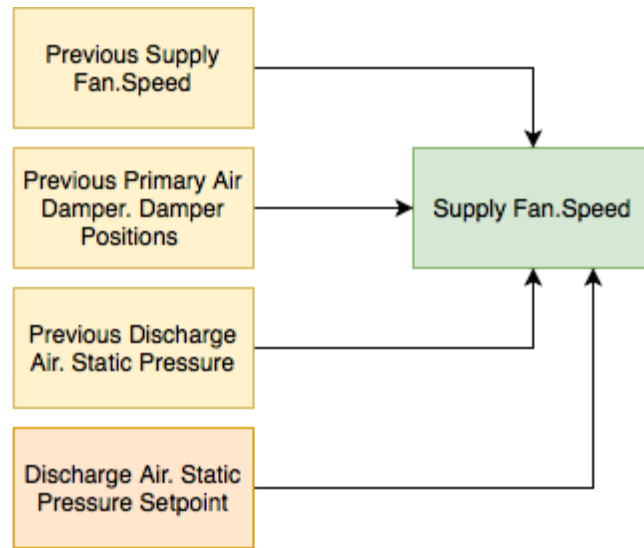 Previous Supply
Fan.Speed
Previous Primary Air
Damper. Damper
Positions
Supply Fan.Speed
Previous Discharge
Air. Static Pressure
Discharge Air. Static
Pressure Setpoint